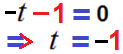 -t - 1 = 0
⇒ t = -1